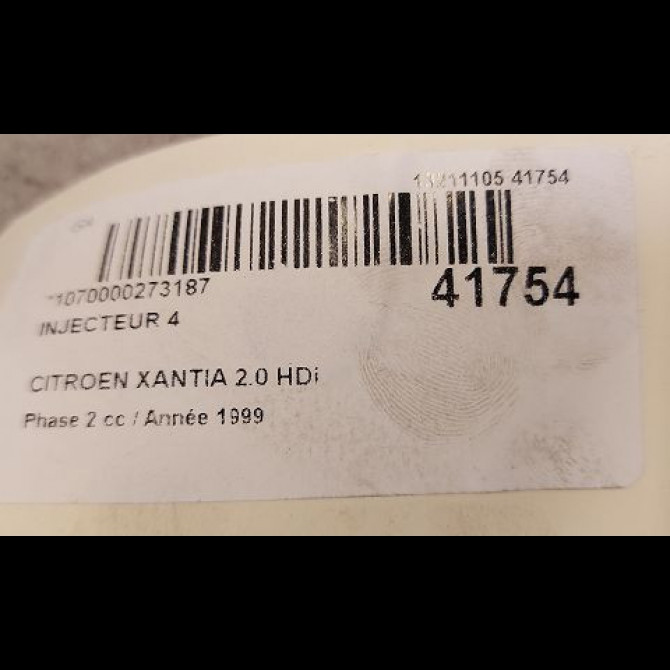 41754
*1070000273187
41754
INJECTEUR 4
CITROEN XANTIA 2.0 HDi
Phase 2 cc / Année 1999